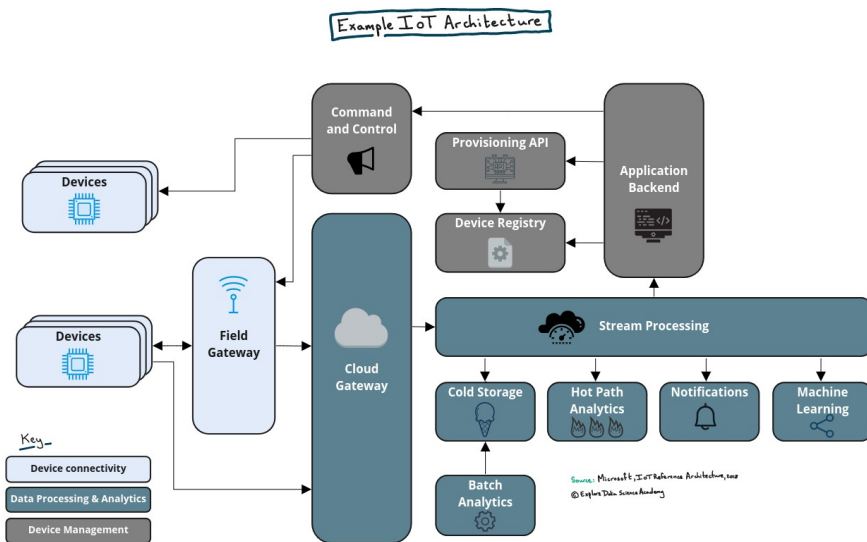 Example IoT Architecture
Command
and Control
Provisioning API
Application
Backend
Devices
Device Registry
Field
Gateway
Cloud
Gateway
Stream Processing
Devices
Cold Storage
Hot Path
Analytics
Notifications
Machine
Learning
Key
Device connectivity
Data Processing & Analytics
Device Management
Batch
Analytics
Source: Microsoft, IoT Reference Architecture, 2018
© Explore Data Science Academy